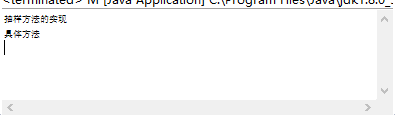 <terminated> M [Java Application] C:\Program Files\Java\jdk1.8.0_
抽样方法的实现
具体方法